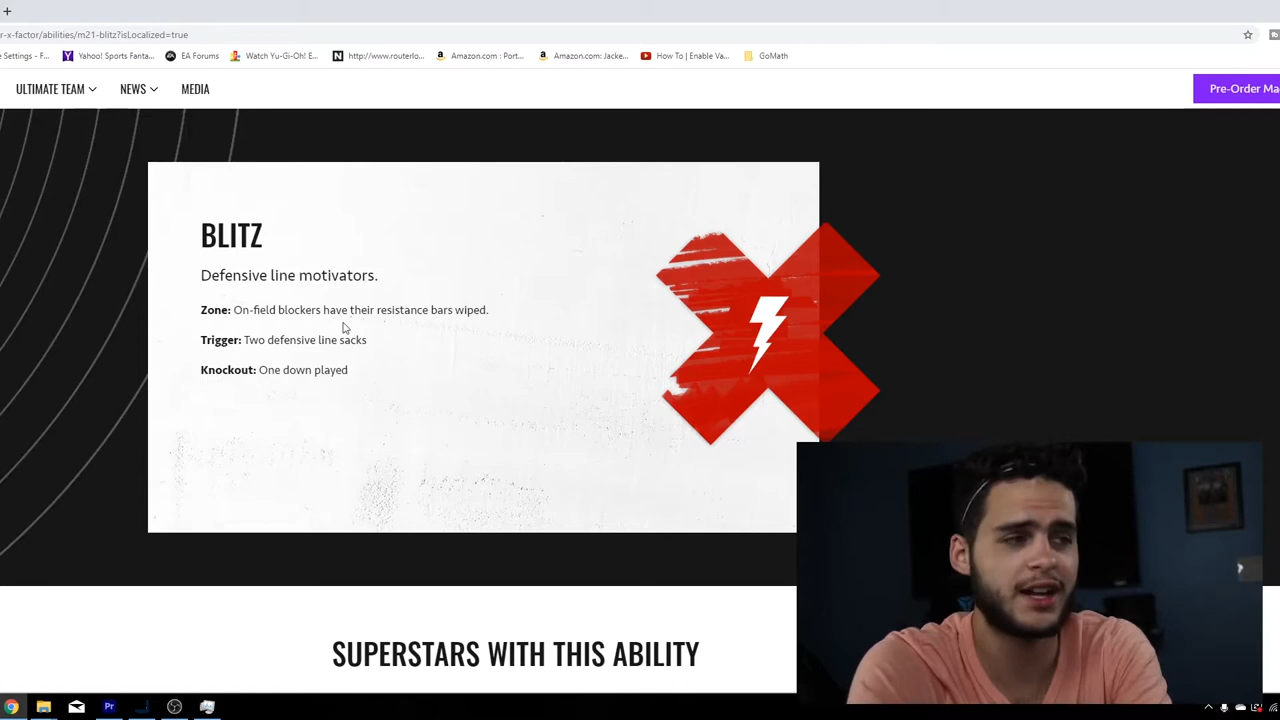 r-x-factor/abilities/m21-blitz?isLocalized=true
e Settings - F...
Yahoo! Sports Fanta...
EA Forums
Watch Yu-Gi-Oh! E...
http://www.routerlo...
Amazon.com : Port...
Amazon.com: Jacke...
How To | Enable Va...
GoMath
ULTIMATE TEAM
NEWS
MEDIA
Pre-Order Ma
BLITZ
Defensive line motivators.
Zone: On-field blockers have their resistance bars wiped.
Trigger: Two defensive line sacks
Knockout: One down played
SUPERSTARS WITH THIS ABILITY